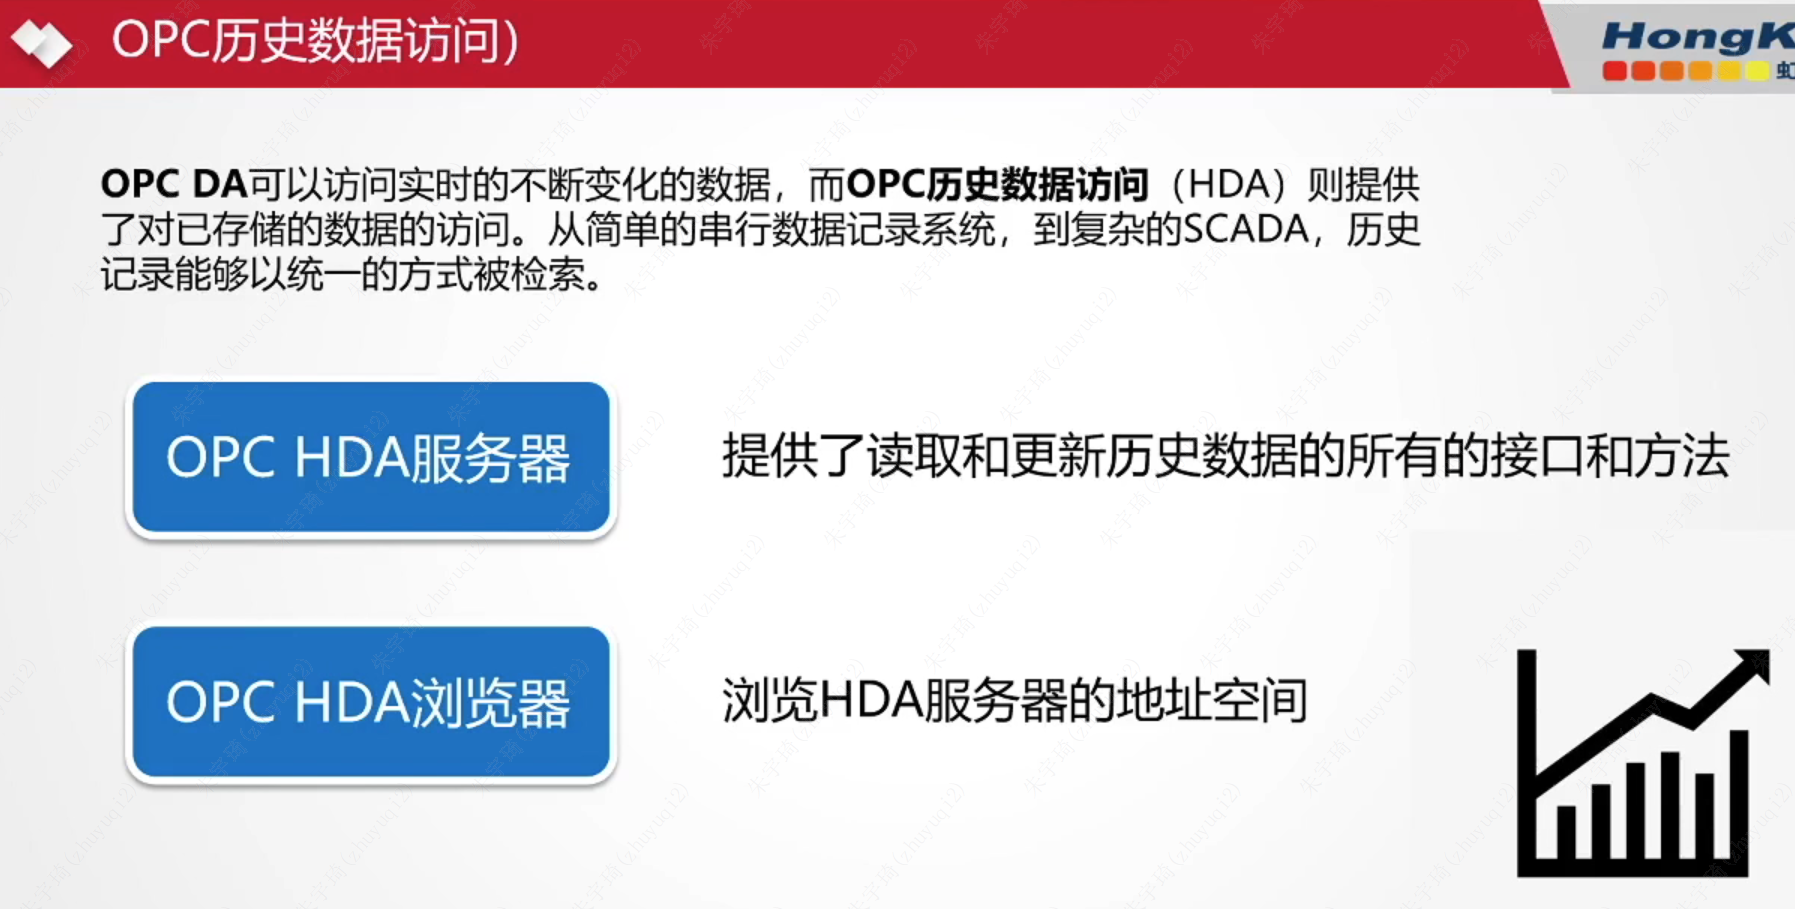 OPC历史数据访问)
HongK
虹
OPC DA可以访问实时的不断变化的数据，而OPC历史数据访问（HDA）则提供
了对已存储的数据的访问。从简单的串行数据记录系统，到复杂的SCADA，历史
记录能够以统一的方式被检索。
OPC HDA服务器
提供了读取和更新历史数据的所有的接口和方法
OPC HDA浏览器
浏览HDA服务器的地址空间
朱宇琦(zhuyuqi2)